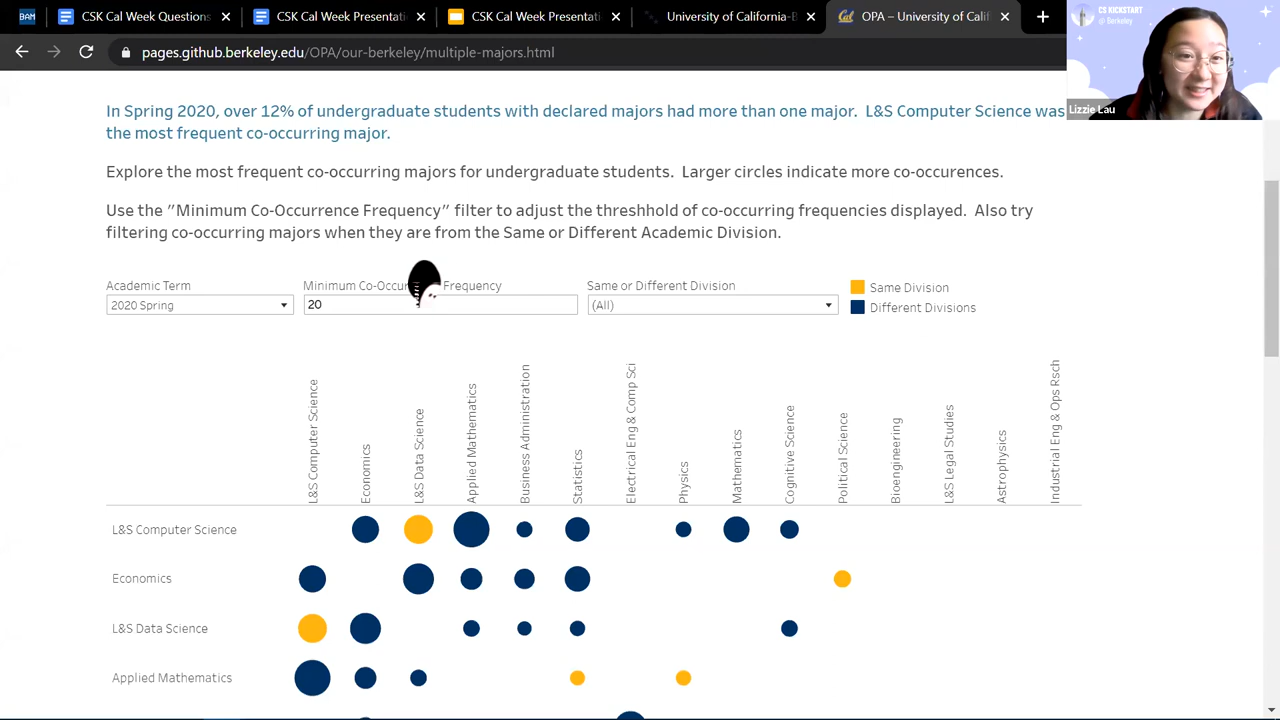 CSK Cal Week Questions
CSK Cal Week Prac
CSK Cal Week Presentation
University of California-B
OPA – University of Calif
CS KICKSTART
@ Berkeley
pages.github.berkeley.edu/OPA/our-berkeley/multiple-majors.html
Lizzie Lau
In Spring 2020, over 12% of undergraduate students with declared majors had more than one major. L&S Computer Science was
the most frequent co-occurring major.
Explore the most frequent co-occurring majors for undergraduate students. Larger circles indicate more co-occurences.
Use the "Minimum Co-Occurrence Frequency" filter to adjust the threshhold of co-occurring frequencies displayed. Also try
filtering co-occurring majors when they are from the Same or Different Academic Division.
Academic Term
Minimum Co-Occur Frequency
Same or Different Division
Same Division
2020 Spring
20
(All)
Different Divisions
L&S Computer Science
Economics
L&S Data Science
Applied Mathematics
Business Administration
Statistics
Electrical Eng & Comp Sci
Physics
Mathematics
Cognitive Science
Political Science
Bioengineering
L&S Legal Studies
Astrophysics
Industrial Eng & Ops Rsch
L&S Computer Science
Economics
L&S Data Science
Applied Mathematics